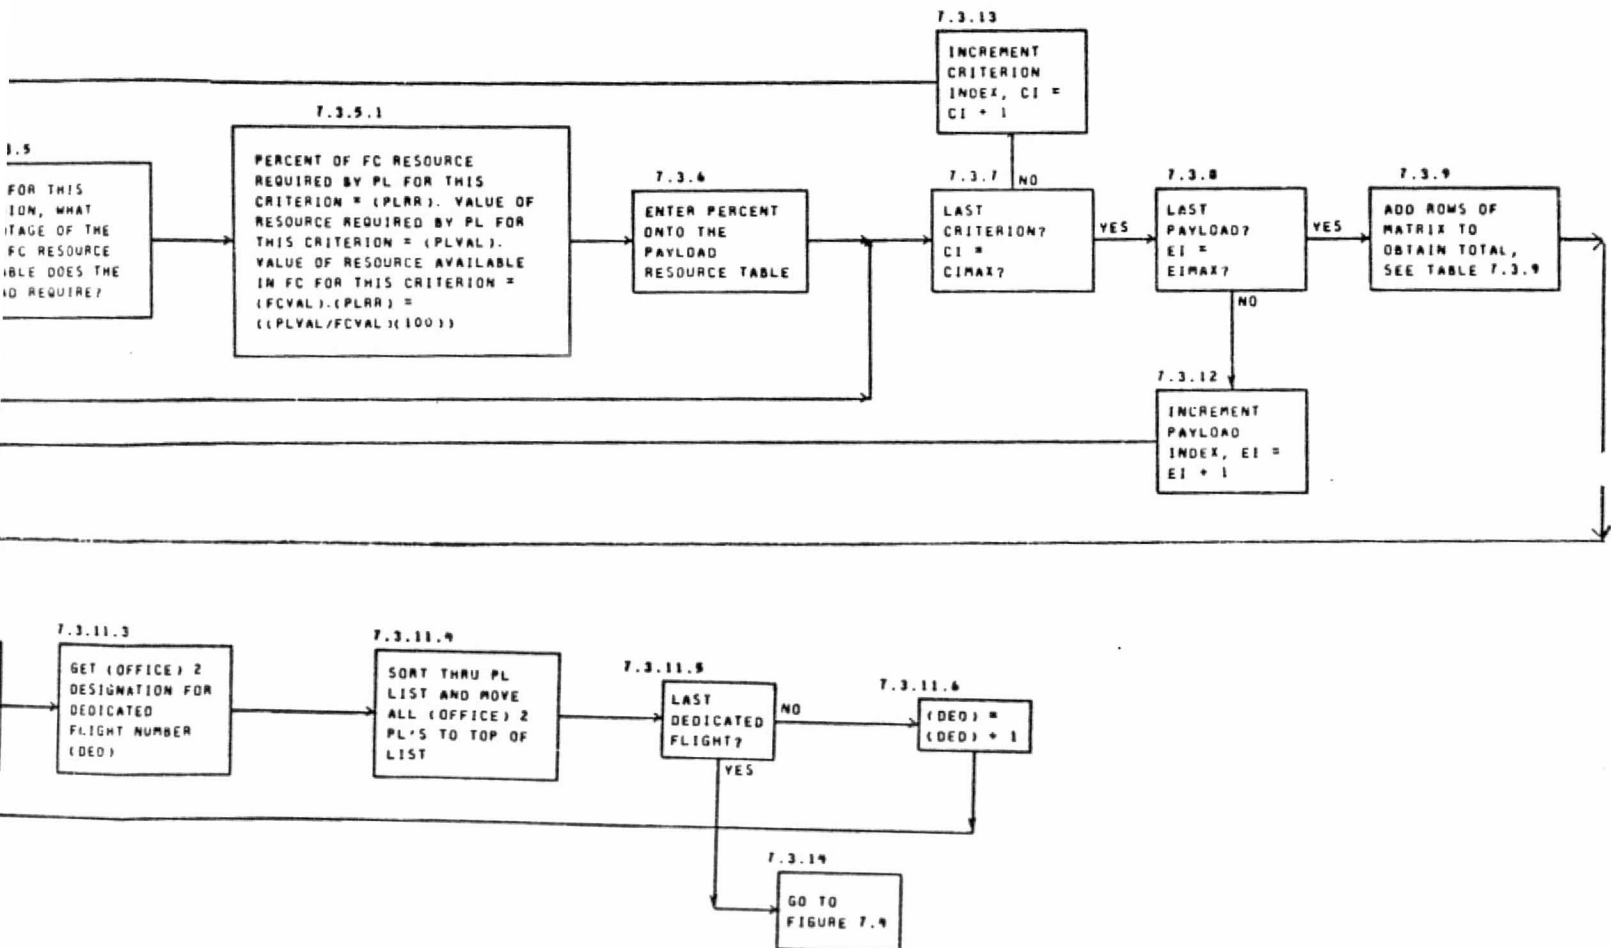 7.3.13
INCREMENT
CRITERION
INDEX, CI =
CI + 1
3.5
FOR THIS
ION, WHAT
TAGE OF THE
FC RESOURCE
ABLE DOES THE
AD REQUIRE?
7.3.5.1
PERCENT OF FC RESOURCE
REQUIRED BY PL FOR THIS
CRITERION = (PLRR). VALUE OF
RESOURCE REQUIRED BY PL FOR
THIS CRITERION = (PLVAL).
VALUE OF RESOURCE AVAILABLE
IN FC FOR THIS CRITERION =
(FCVAL).(PLRR) =
((PLVAL/FCVAL)(100))
7.3.6
ENTER PERCENT
ONTO THE
PAYLOAD
RESOURCE TABLE
7.3.7
NO
LAST
CRITERION?
CI =
CIMAX?
YES
7.3.8
LAST
PAYLOAD?
EI =
EIMAX?
YES
NO
7.3.9
ADD ROWS OF
MATRIX TO
OBTAIN TOTAL,
SEE TABLE 7.3.9
7.3.12
INCREMENT
PAYLOAD
INDEX, EI =
EI + 1
7.3.11.3
GET (OFFICE) 2
DESIGNATION FOR
DEDICATED
FLIGHT NUMBER
(DED)
7.3.11.4
SORT THRU PL
LIST AND MOVE
ALL (OFFICE) 2
PL'S TO TOP OF
LIST
7.3.11.5
LAST
DEDICATED
FLIGHT?
NO
YES
7.3.11.6
(DED) =
(DED) + 1
7.3.14
GO TO
FIGURE 7.4